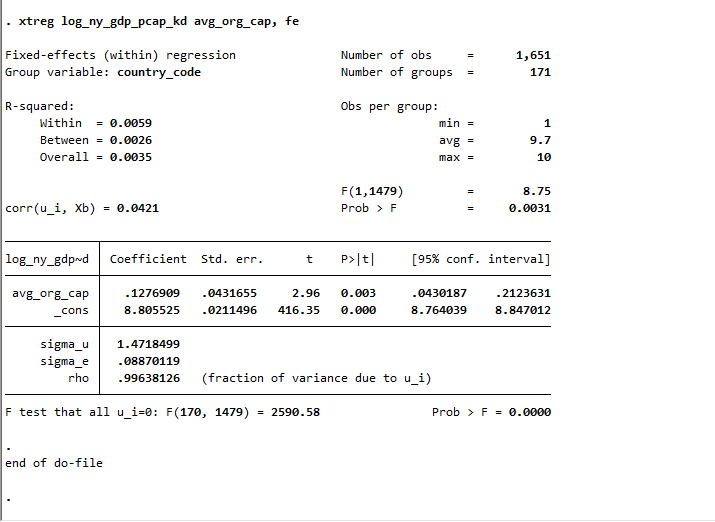 . xtreg log_ny_gdp_pcap_kd avg_org_cap, fe
Fixed-effects (within) regression Number of obs = 1,651
Group variable: country_code Number of groups = 171
R-squared: Obs per group:
Within = 0.0059 min = 1
Between = 0.0026 avg = 9.7
Overall = 0.0035 max = 10
F(1,1479) = 8.75
corr(u_i, Xb) = 0.0421 Prob > F = 0.0031
log_ny_gdp~d Coefficient Std. err. t P>|t| [95% conf. interval]
avg_org_cap .1276909 .0431655 2.96 0.003 .0430187 .2123631
_cons 8.805525 .0211496 416.35 0.000 8.764039 8.847012
sigma_u 1.4718499
sigma_e .08870119
rho .99638126 (fraction of variance due to u_i)
F test that all u_i=0: F(170, 1479) = 2590.58 Prob > F = 0.0000
.
end of do-file
.